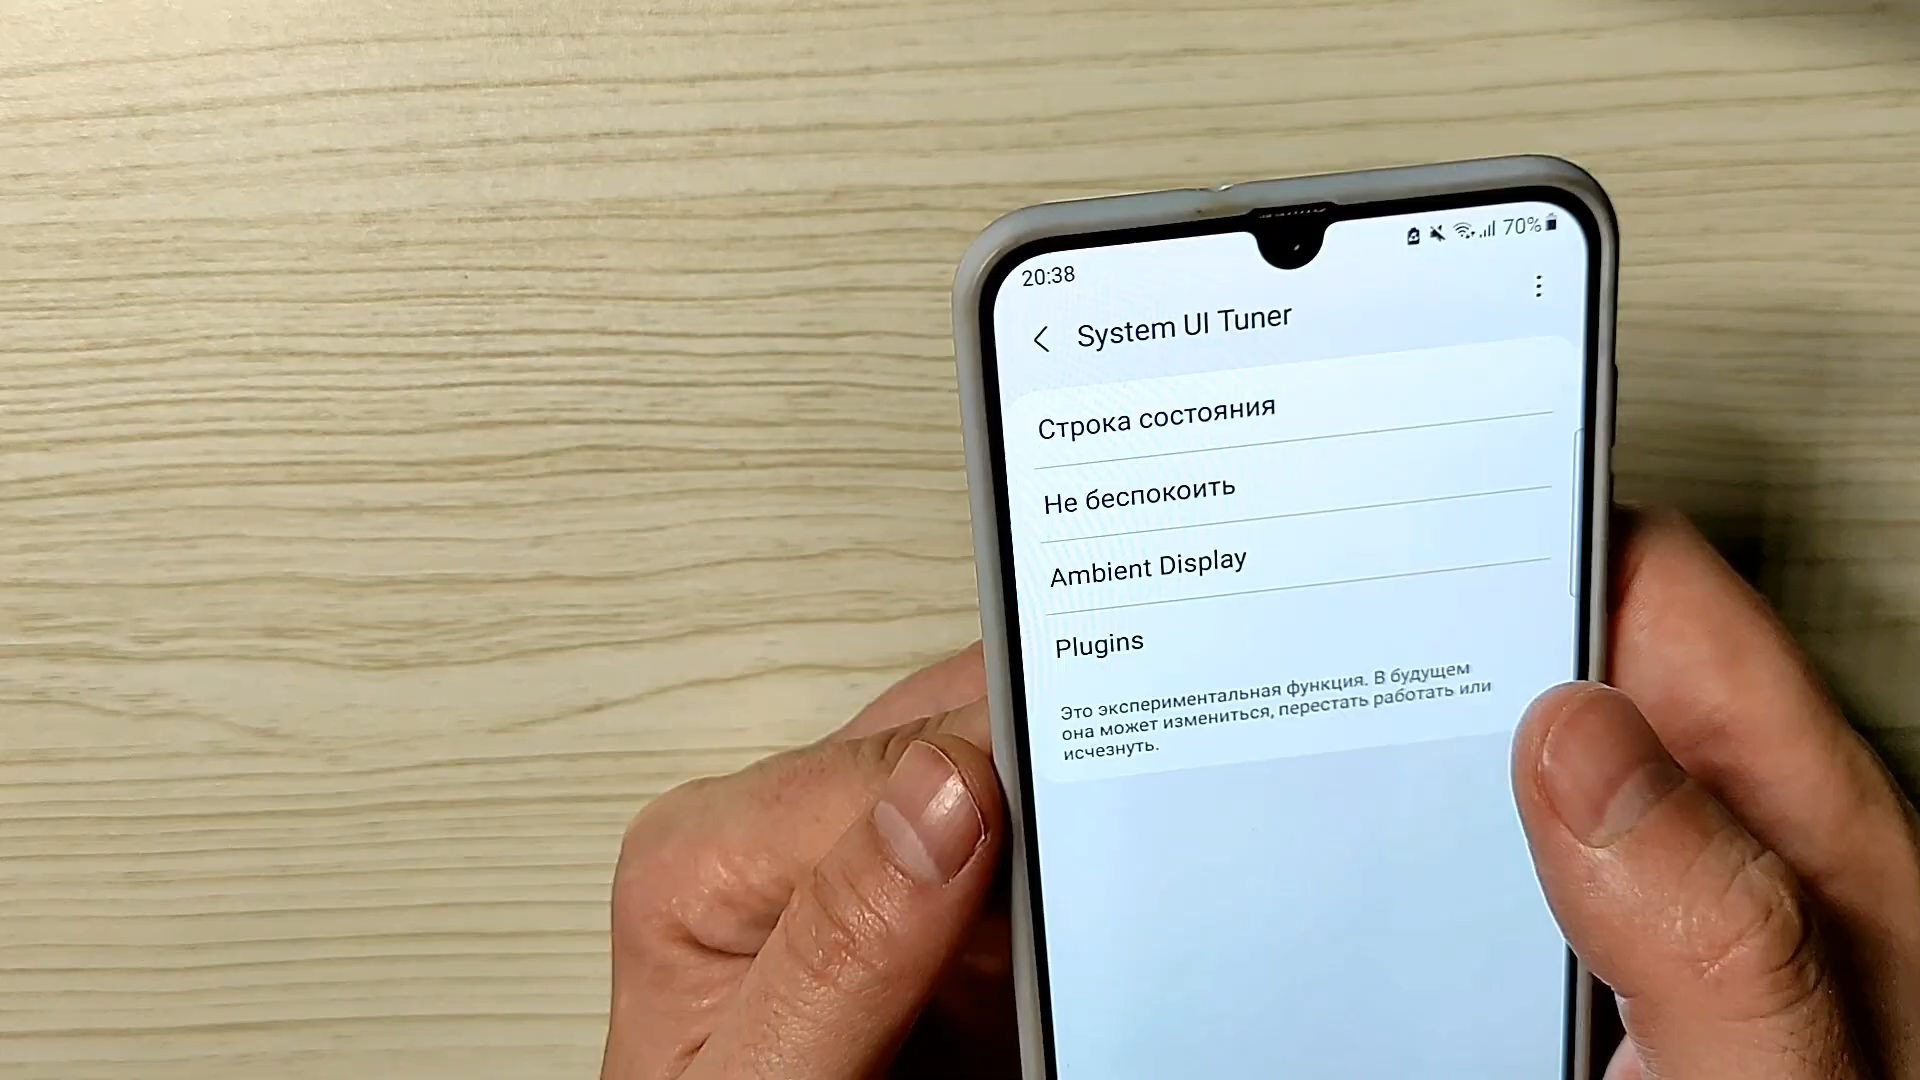 20:38
70%
System UI Tuner
Строка состояния
Не беспокоить
Ambient Display
Plugins
Это экспериментальная функция. В будущем
она может измениться, перестать работать или
исчезнуть.